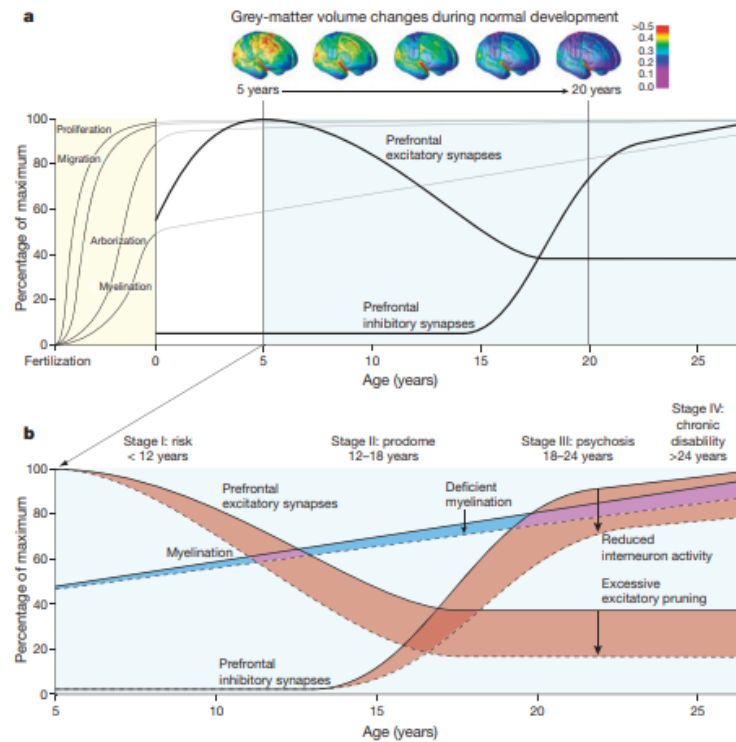 a
Grey-matter volume changes during normal development
>0.5
0.4
0.3
0.2
0.1
0.0
5 years
20 years
Percentage of maximum
100
80
60
40
20
0
Proliferation
Migration
Arborization
Myelination
Prefrontal
excitatory synapses
Prefrontal
inhibitory synapses
Fertilization
0
5
10
15
20
25
Age (years)
b
Stage I: risk
< 12 years
Stage II: prodome
12–18 years
Stage III: psychosis
18–24 years
Stage IV:
chronic
disablility
>24 years
Percentage of maximum
100
80
60
40
20
0
Prefrontal
excitatory synapses
Deficient
myelination
Myelination
Reduced
interneuron activity
Excessive
excitatory pruning
Prefrontal
inhibitory synapses
5
10
15
20
25
Age (years)